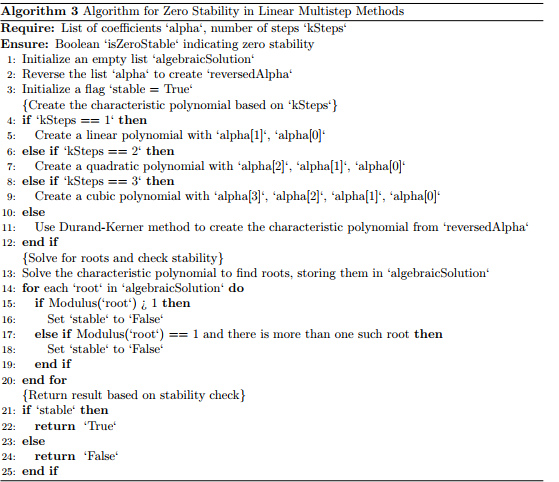 Algorithm 3 Algorithm for Zero Stability in Linear Multistep Methods
Require: List of coefficients ‘alpha‘, number of steps ‘kSteps‘
Ensure: Boolean ‘isZeroStable‘ indicating zero stability
1: Initialize an empty list ‘algebraicSolution‘
2: Reverse the list ‘alpha‘ to create ‘reversedAlpha‘
3: Initialize a flag ‘stable = True‘
{Create the characteristic polynomial based on ‘kSteps‘}
4: if ‘kSteps == 1‘ then
5: Create a linear polynomial with ‘alpha[1]‘, ‘alpha[0]‘
6: else if ‘kSteps == 2‘ then
7: Create a quadratic polynomial with ‘alpha[2]‘, ‘alpha[1]‘, ‘alpha[0]‘
8: else if ‘kSteps == 3‘ then
9: Create a cubic polynomial with ‘alpha[3]‘, ‘alpha[2]‘, ‘alpha[1]‘, ‘alpha[0]‘
10: else
11: Use Durand-Kerner method to create the characteristic polynomial from ‘reversedAlpha‘
12: end if
{Solve for roots and check stability}
13: Solve the characteristic polynomial to find roots, storing them in ‘algebraicSolution‘
14: for each ‘root‘ in ‘algebraicSolution‘ do
15: if Modulus(‘root‘) ¿ 1 then
16: Set ‘stable‘ to ‘False‘
17: else if Modulus(‘root‘) == 1 and there is more than one such root then
18: Set ‘stable‘ to ‘False‘
19: end if
20: end for
{Return result based on stability check}
21: if ‘stable‘ then
22: return ‘True‘
23: else
24: return ‘False‘
25: end if